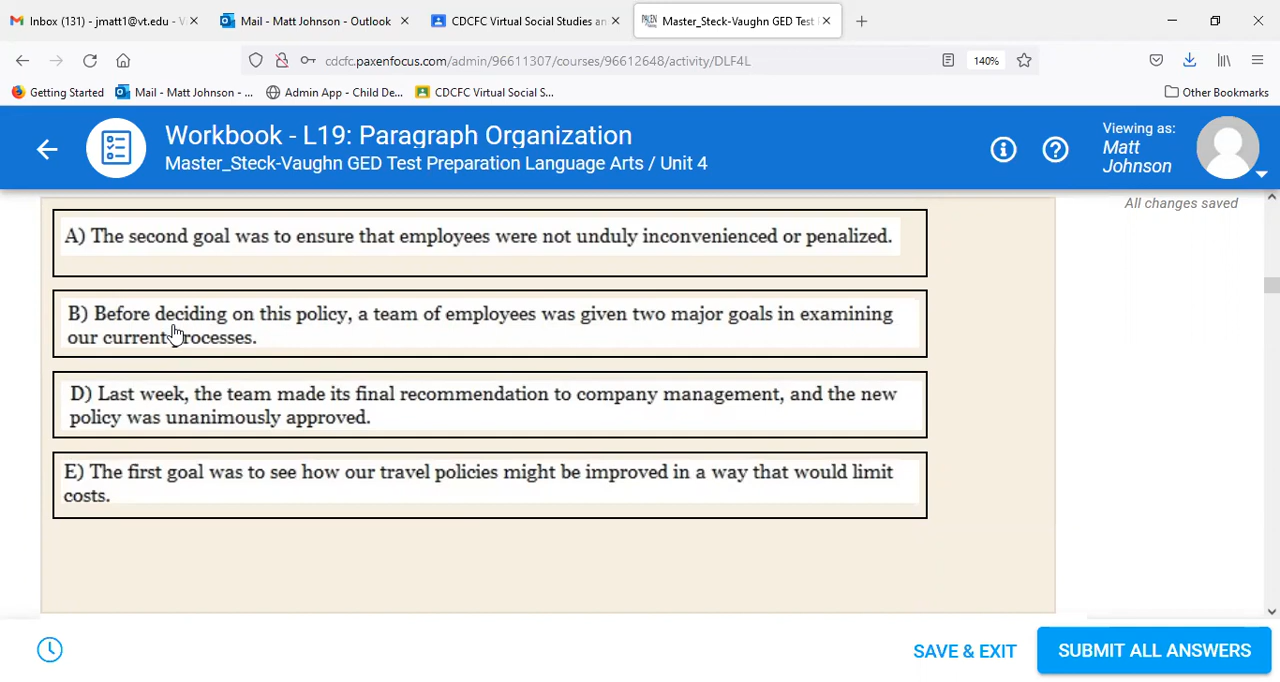 Inbox (131) - jmatt1@vt.edu - V
Mail - Matt Johnson - Outlook
CDCFC Virtual Social Studies an
PAXEN
Master_Steck-Vaughn GED Test
cdcfc.paxenfocus.com/admin/96611307/courses/96612648/activity/DLF4L
140%
Getting Started
Mail - Matt Johnson - ...
Admin App - Child De...
CDCFC Virtual Social S...
Other Bookmarks
Workbook - L19: Paragraph Organization
Master_Steck-Vaughn GED Test Preparation Language Arts / Unit 4
Viewing as:
Matt
Johnson
All changes saved
A) The second goal was to ensure that employees were not unduly inconvenienced or penalized.
B) Before deciding on this policy, a team of employees was given two major goals in examining
our current processes.
D) Last week, the team made its final recommendation to company management, and the new
policy was unanimously approved.
E) The first goal was to see how our travel policies might be improved in a way that would limit
costs.
SAVE & EXIT
SUBMIT ALL ANSWERS